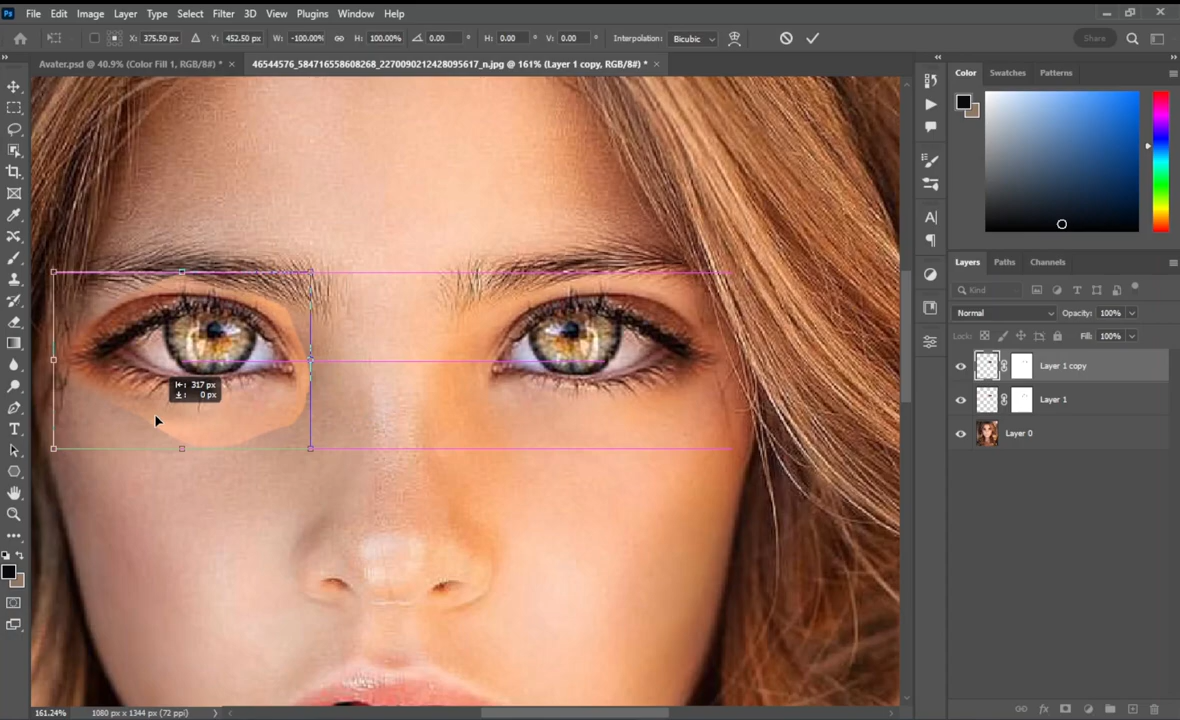 Ps File Edit Image Layer Type Select Filter 3D View Plugins Window Help
X: 375.50 px Y: 452.50 px W: -100.00% H: 100.00% 0.00 ° H: 0.00 ° V: 0.00 ° Interpolation: Bicubic Share
Avater.psd @ 40.9% (Color Fill 1, RGB/8#) * × 46544576_584716558608268_2270090212428095617_n.jpg @ 161% (Layer 1 copy, RGB/8#) * ×
Color Swatches Patterns
Layers Paths Channels
Kind
Normal Opacity: 100%
Lock: Fill: 100%
Layer 1 copy
Layer 1
Layer 0
317 px
0 px
161.24% 1080 px x 1344 px (72 ppi)